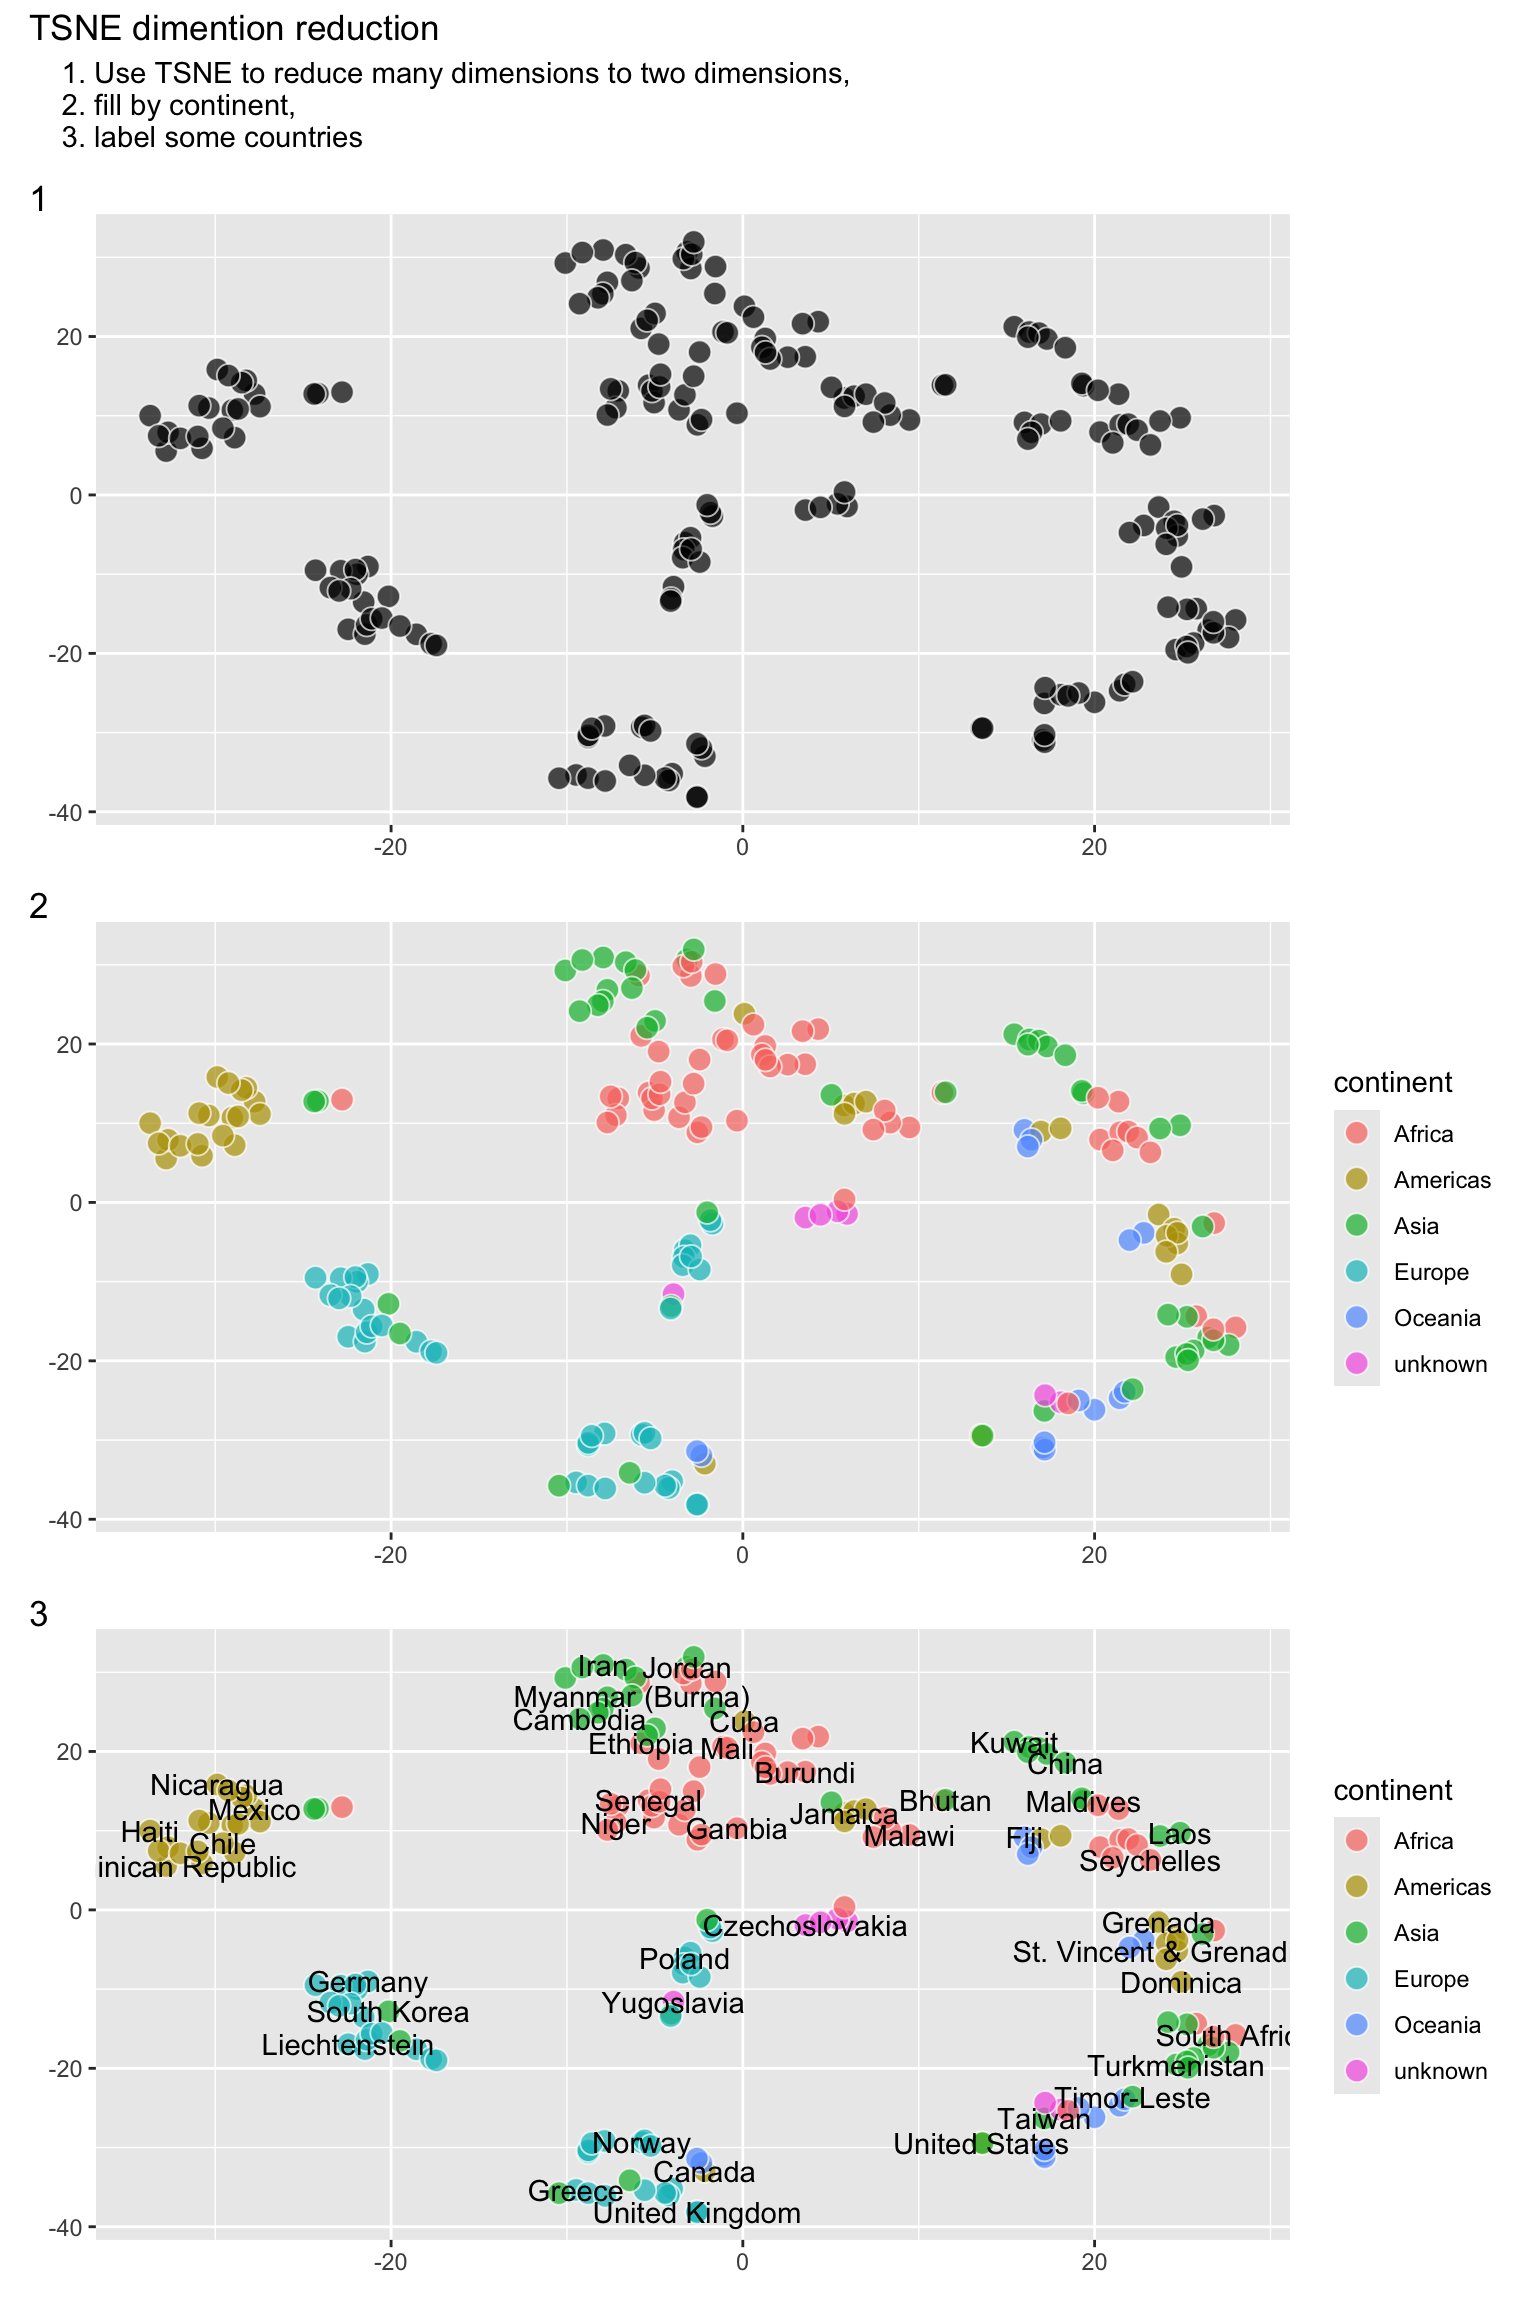 TSNE dimention reduction
1. Use TSNE to reduce many dimensions to two dimensions,
2. fill by continent,
3. label some countries
1
20
0
-20
-40
-20 0 20
2
20
0
-20
-40
-20 0 20
continent
Africa
Americas
Asia
Europe
Oceania
unknown
3
Iran Jordan
Myanmar (Burma)
Cambodia Cuba
Ethiopia Mali Kuwait
20
China
Burundi
Nicaragua
Mexico Senegal Bhutan Maldives
Jamaica
Haiti Niger Gambia Malawi Fiji Laos
Chile
inican Republic Seychelles
0
Czechoslovakia Grenada
Poland St. Vincent & Grenad
Germany Dominica
Yugoslavia
South Korea
Liechtenstein South Afric
-20
Turkmenistan
Timor-Leste
Taiwan
Norway United States
Canada
Greece
United Kingdom
-40
-20 0 20
continent
Africa
Americas
Asia
Europe
Oceania
unknown